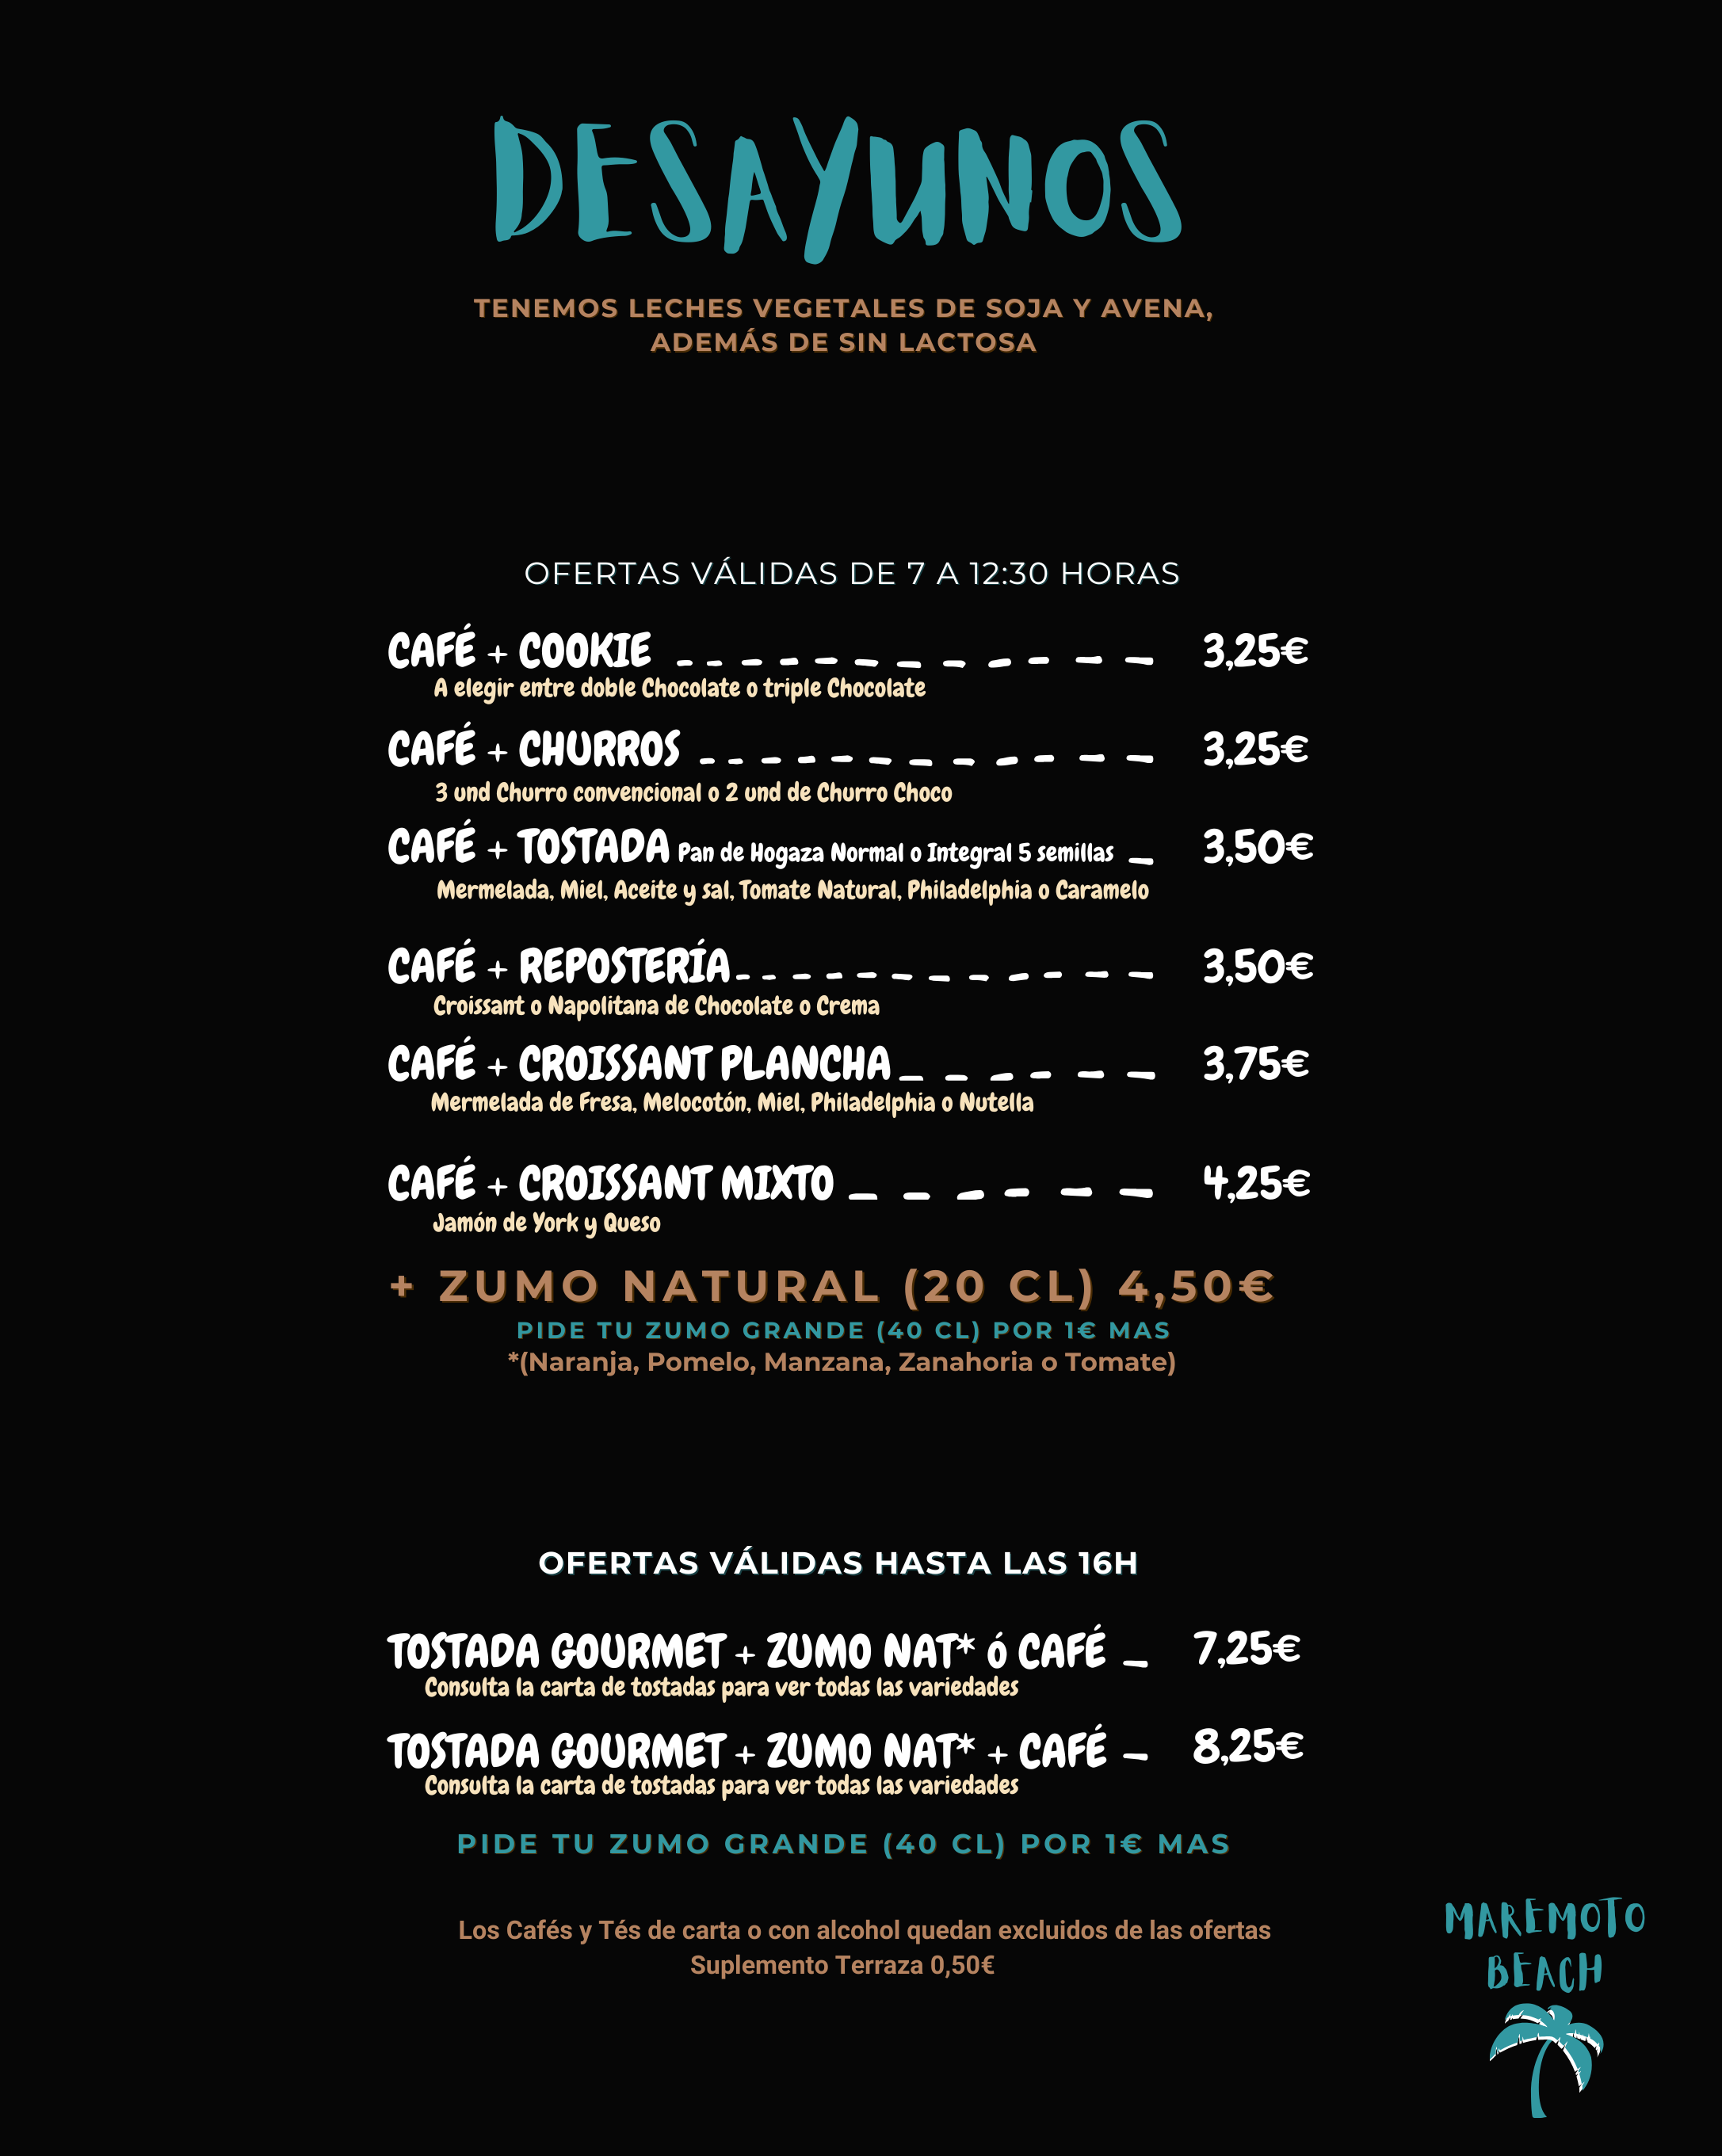 DESAYUNOS
TENEMOS LECHES VEGETALES DE SOJA Y AVENA,
ADEMÁS DE SIN LACTOSA
OFERTAS VÁLIDAS DE 7 A 12:30 HORAS
CAFÉ + COOKIE 3,25€
A elegir entre doble Chocolate o triple Chocolate
CAFÉ + CHURROS 3,25€
3 und Churro convencional o 2 und de Churro Choco
CAFÉ + TOSTADA Pan de Hogaza Normal o Integral 5 semillas 3,50€
Mermelada, Miel, Aceite y sal, Tomate Natural, Philadelphia o Caramelo
CAFÉ + REPOSTERÍA 3,50€
Croissant o Napolitana de Chocolate o Crema
CAFÉ + CROISSANT PLANCHA 3,75€
Mermelada de Fresa, Melocotón, Miel, Philadelphia o Nutella
CAFÉ + CROISSANT MIXTO 4,25€
Jamón de York y Queso
+ ZUMO NATURAL (20 CL) 4,50€
PIDE TU ZUMO GRANDE (40 CL) POR 1€ MAS
*(Naranja, Pomelo, Manzana, Zanahoria o Tomate)
OFERTAS VÁLIDAS HASTA LAS 16H
TOSTADA GOURMET + ZUMO NAT* ó CAFÉ 7,25€
Consulta la carta de tostadas para ver todas las variedades
TOSTADA GOURMET + ZUMO NAT* + CAFÉ 8,25€
Consulta la carta de tostadas para ver todas las variedades
PIDE TU ZUMO GRANDE (40 CL) POR 1€ MAS
Los Cafés y Tés de carta o con alcohol quedan excluidos de las ofertas
Suplemento Terraza 0,50€
MAREMOTO
BEACH